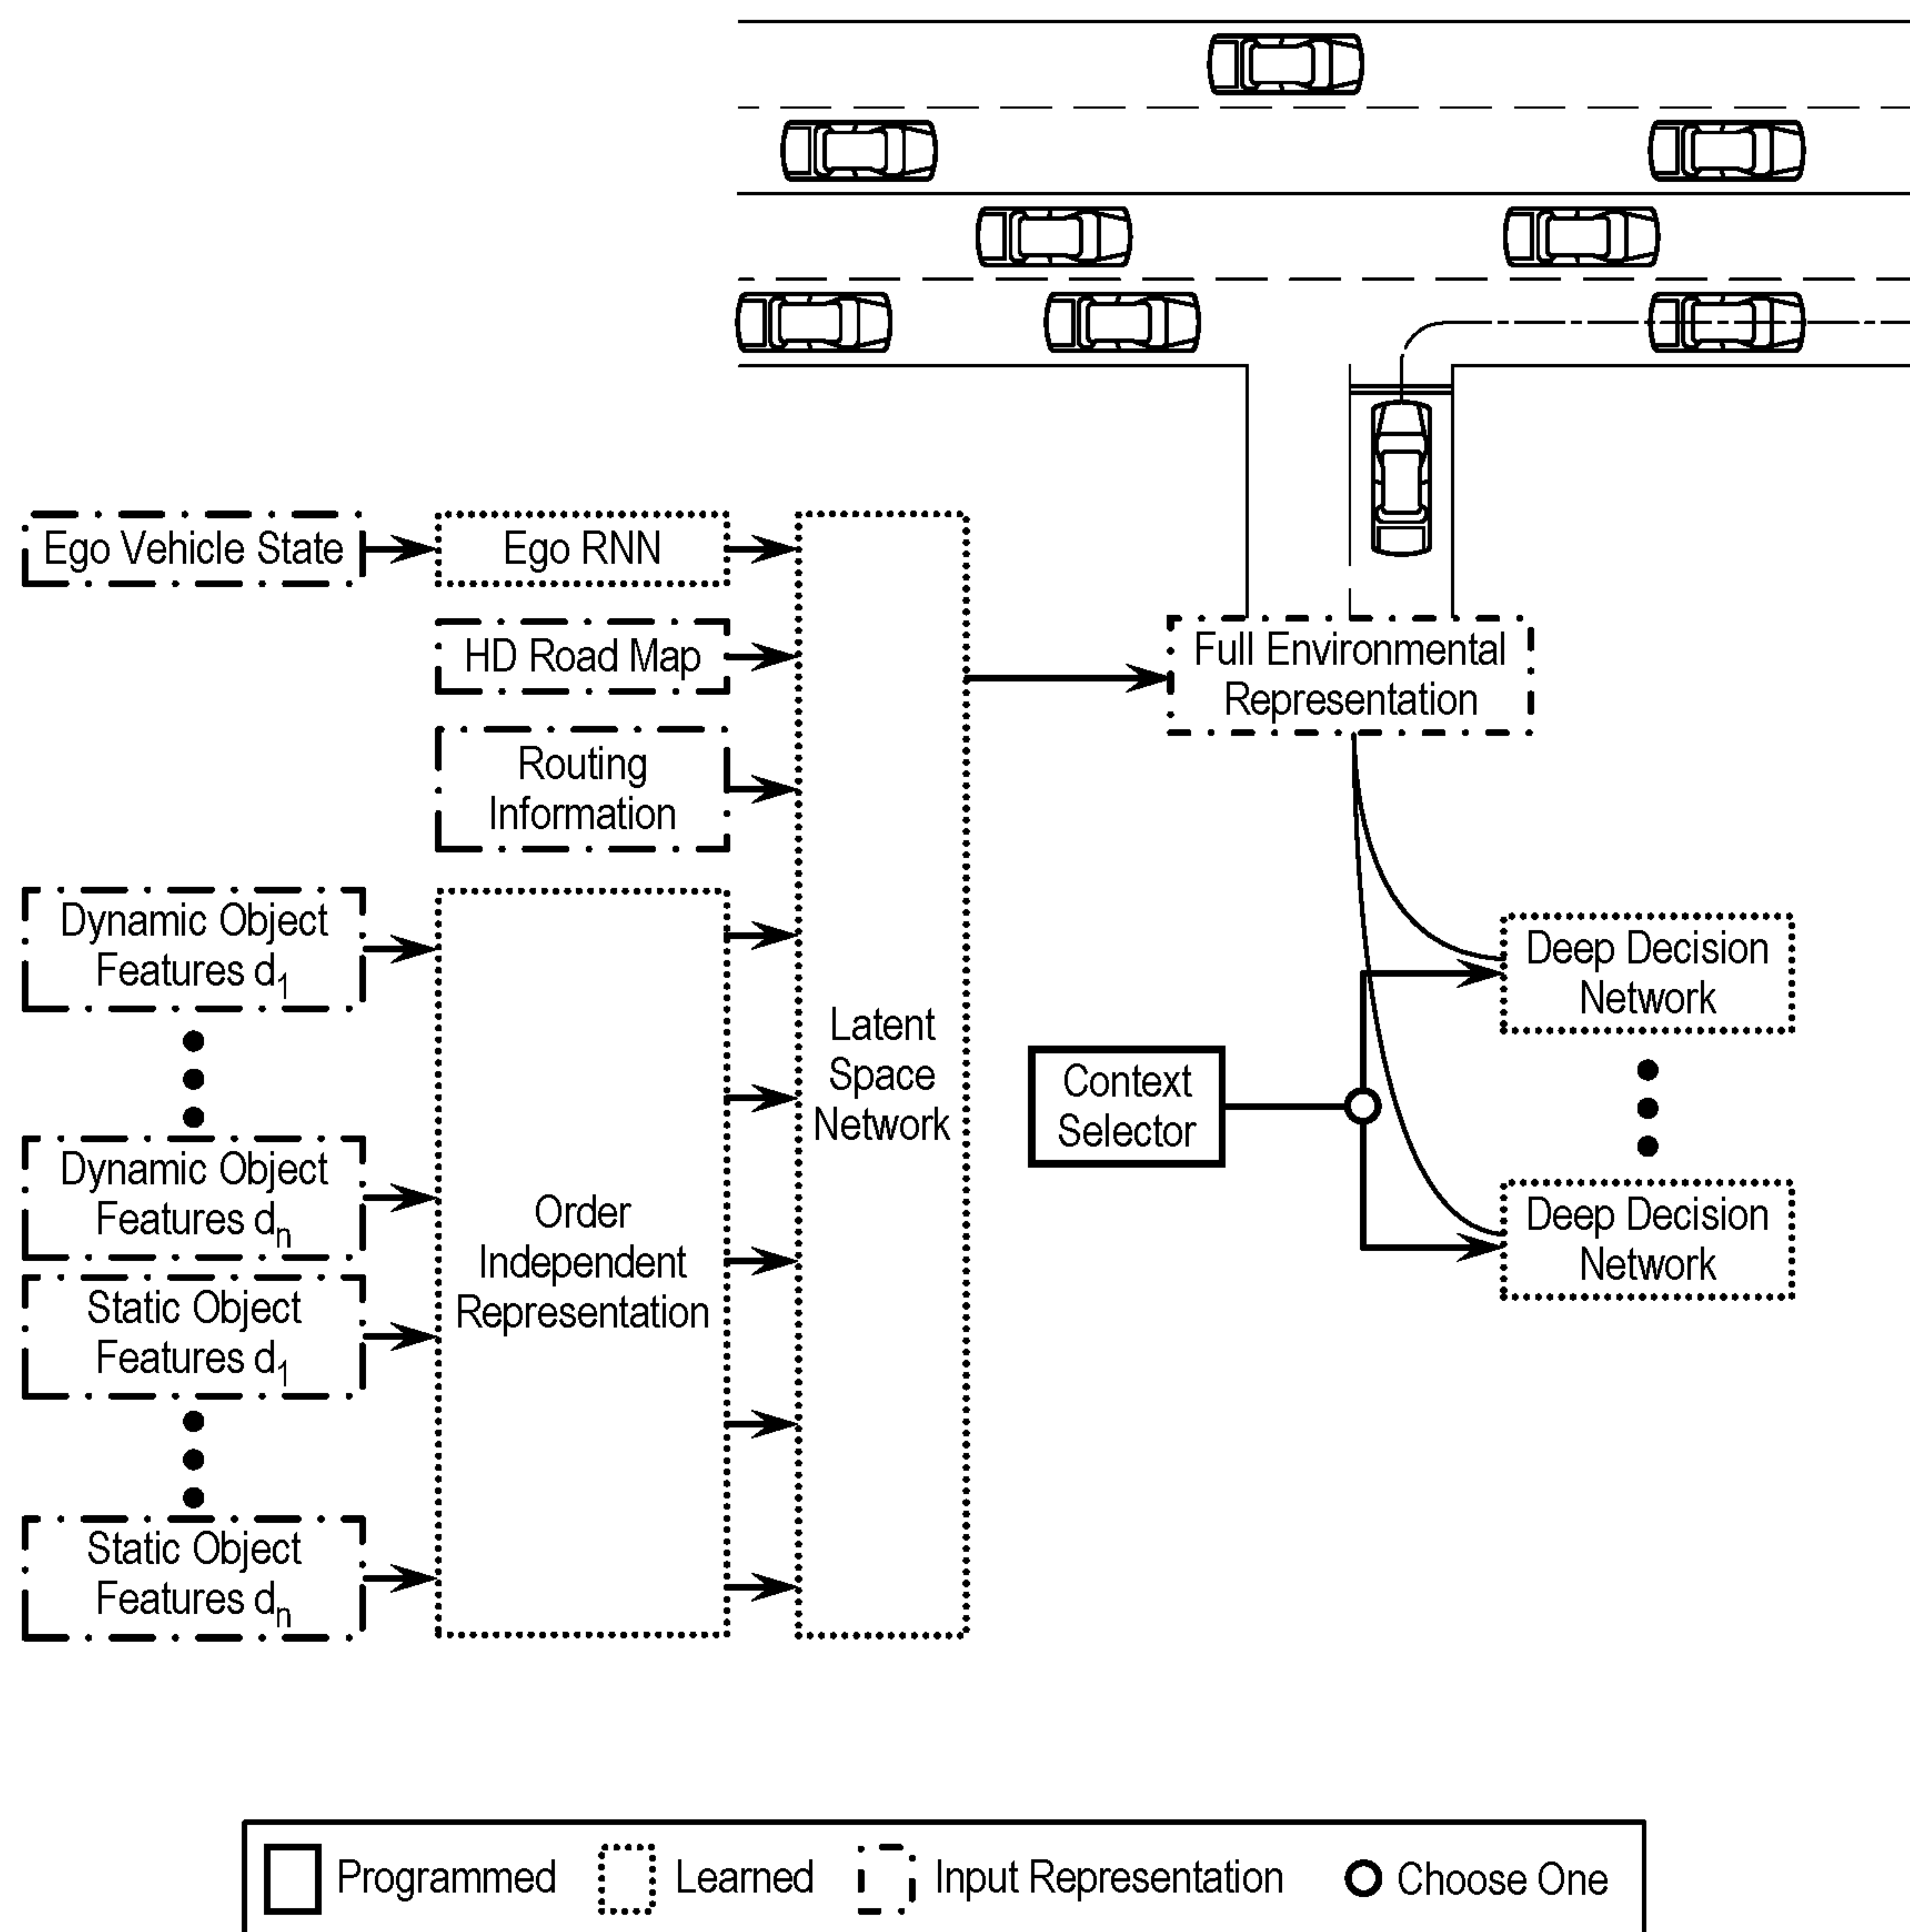 Ego Vehicle State
Ego RNN
HD Road Map
Full Environmental
Representation
Routing
Information
Dynamic Object
Features d1
Deep Decision
Network
Latent
Space
Network
Context
Selector
Dynamic Object
Features dn
Order
Independent
Representation
Deep Decision
Network
Static Object
Features d1
Static Object
Features dn
Programmed
Learned
Input Representation
Choose One